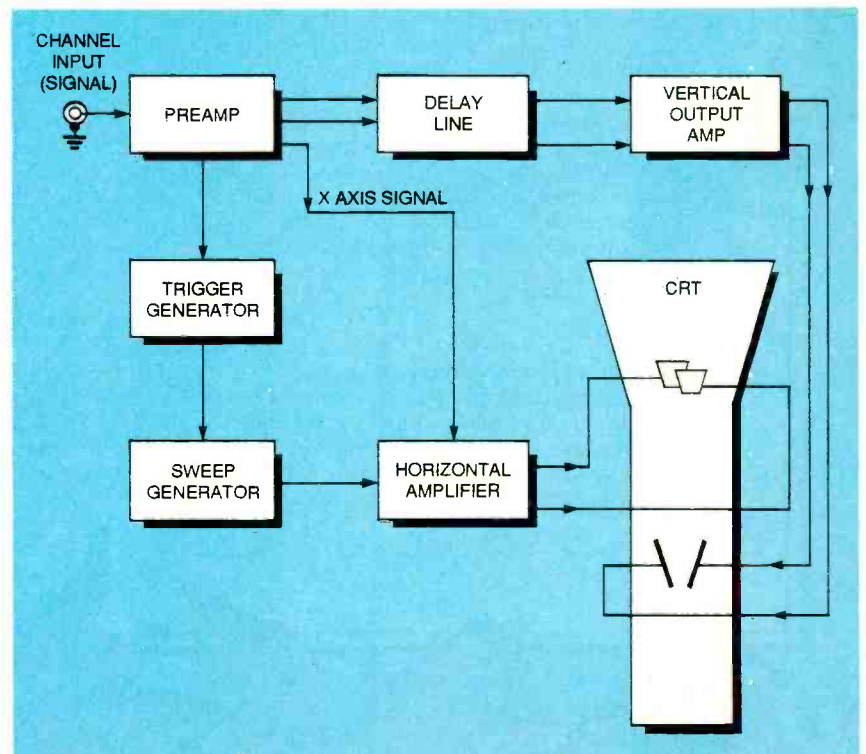 CHANNEL
INPUT
(SIGNAL)
PREAMP
DELAY
LINE
VERTICAL
OUTPUT
AMP
X AXIS SIGNAL
TRIGGER
GENERATOR
CRT
SWEEP
GENERATOR
HORIZONTAL
AMPLIFIER